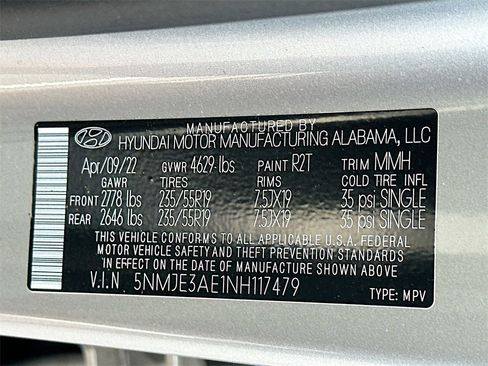 MANUFACTURED BY
HYUNDAI MOTOR MANUFACTURING ALABAMA, LLC
Apr/09/22 GVWR 4629 lbs PAINT R2T TRIM MMH
GAWR TIRES RIMS COLD TIRE INFL
FRONT 2778 lbs 235/55R19 7.5JX19 35 psi SINGLE
REAR 2646 lbs 235/55R19 7.5JX19 35 psi SINGLE
THIS VEHICLE CONFORMS TO ALL APPLICABLE U.S.A. FEDERAL
MOTOR VEHICLE SAFETY AND THEFT PREVENTION STANDARDS
IN EFFECT ON THE DATE OF MANUFACTURE SHOWN ABOVE.
V.I.N 5NMJE3AE1NH117479 TYPE: MPV